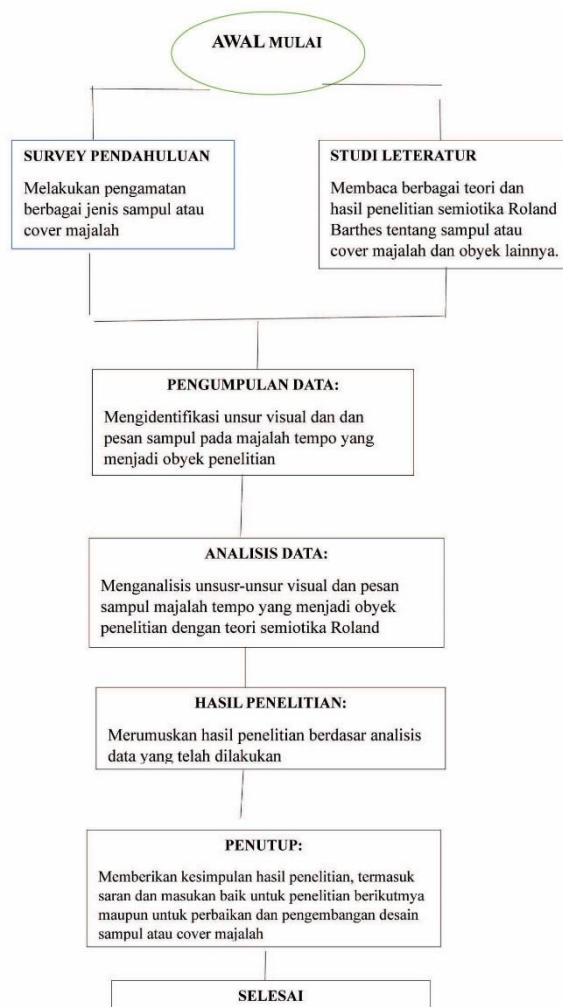 AWAL MULAI
SURVEY PENDAHULUAN
Melakukan pengamatan
berbagai jenis sampul atau
cover majalah
STUDI LETERATUR
Membaca berbagai teori dan
hasil penelitian semiotika Roland
Barthes tentang sampul atau
cover majalah dan obyek lainnya.
PENGUMPULAN DATA:
Mengidentifikasi unsur visual dan dan
pesan sampul pada majalah tempo yang
menjadi obyek penelitian
ANALISIS DATA:
Menganalisis unsusr-unsur visual dan pesan
sampul majalah tempo yang menjadi obyek
penelitian dengan teori semiotika Roland
HASIL PENELITIAN:
Merumuskan hasil penelitian berdasar analisis
data yang telah dilakukan
PENUTUP:
Memberikan kesimpulan hasil penelitian, termasuk
saran dan masukan baik untuk penelitian berikutmya
maupun untuk perbaikan dan pengembangan desain
sampul atau cover majalah
SELESAI